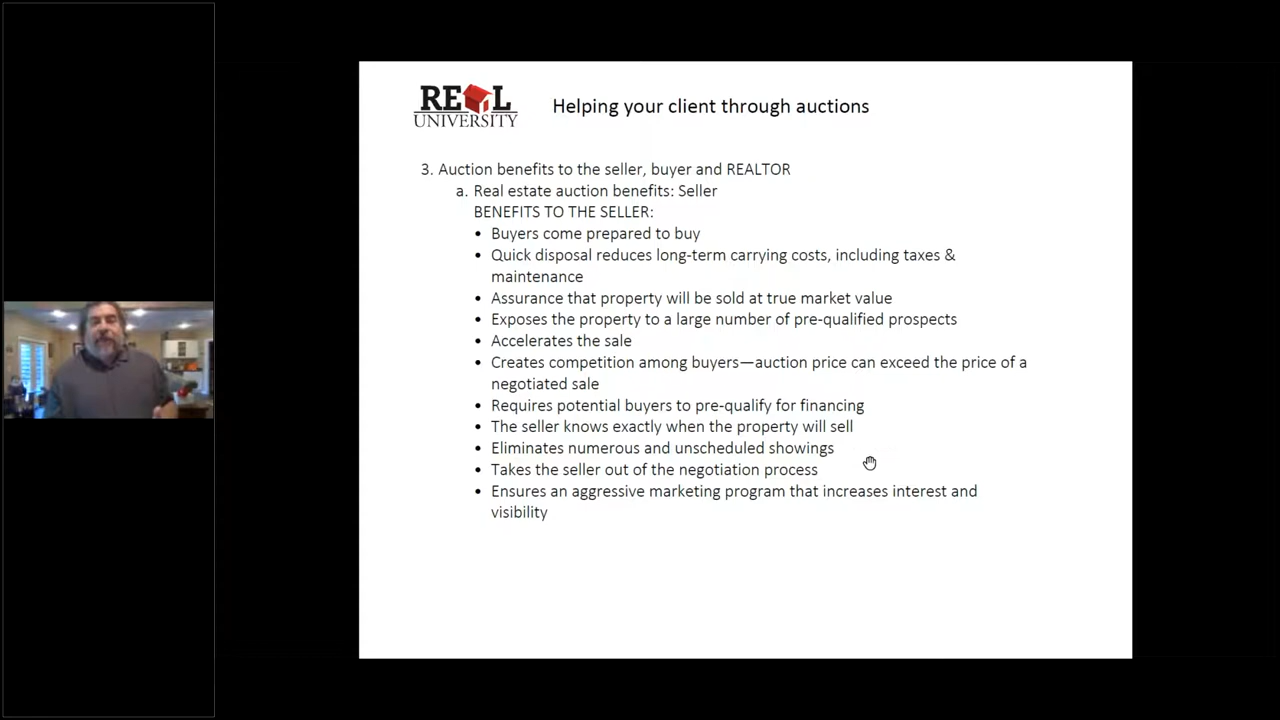 REAL
UNIVERSITY
Helping your client through auctions
3. Auction benefits to the seller, buyer and REALTOR
a. Real estate auction benefits: Seller
BENEFITS TO THE SELLER:
• Buyers come prepared to buy
• Quick disposal reduces long-term carrying costs, including taxes &
maintenance
• Assurance that property will be sold at true market value
• Exposes the property to a large number of pre-qualified prospects
• Accelerates the sale
• Creates competition among buyers—auction price can exceed the price of a
negotiated sale
• Requires potential buyers to pre-qualify for financing
• The seller knows exactly when the property will sell
• Eliminates numerous and unscheduled showings
• Takes the seller out of the negotiation process
• Ensures an aggressive marketing program that increases interest and
visibility